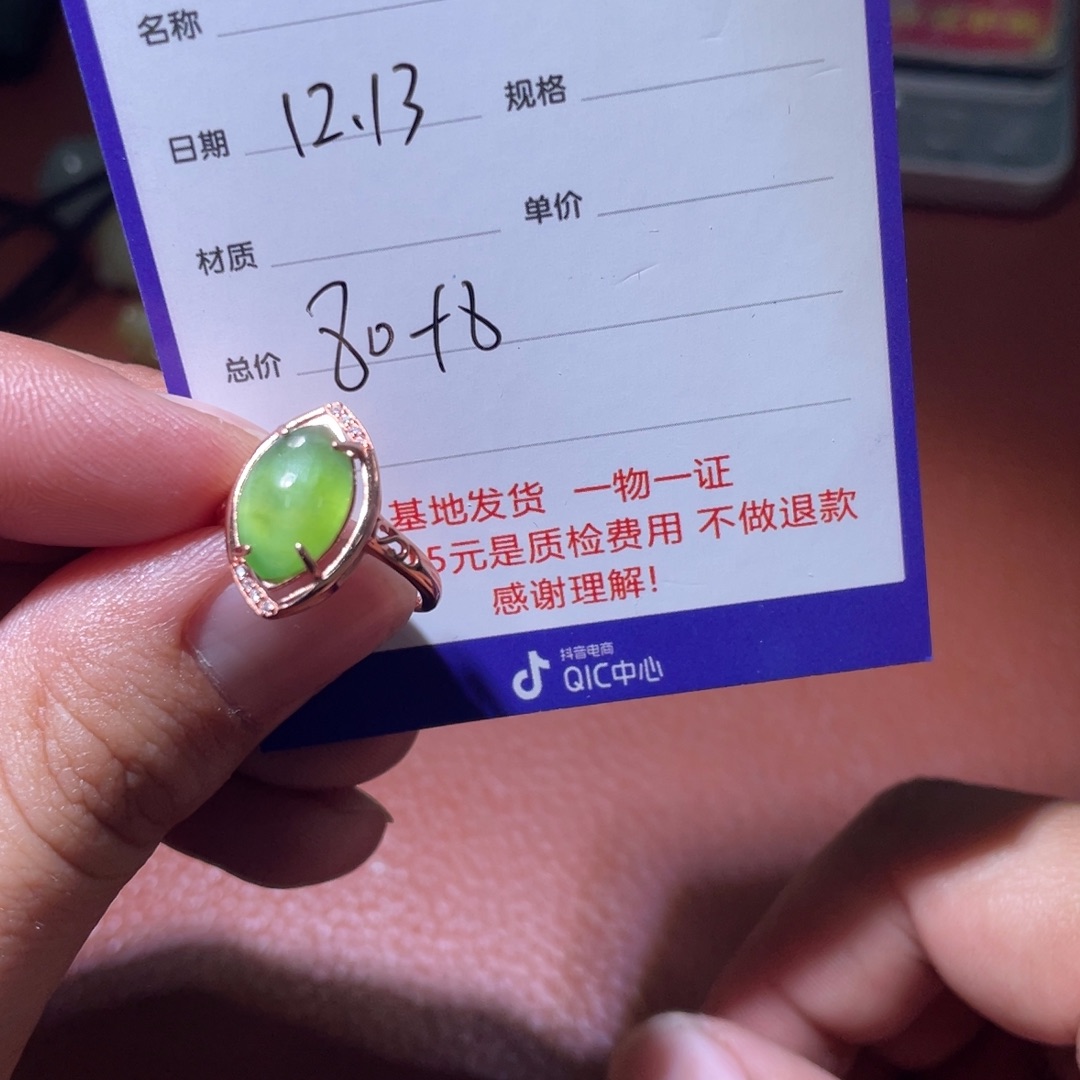 名称
日期 12.13 规格
材质 单价
总价 80+8
基地发货 一物一证
5元是质检费用 不做退款
感谢理解!
抖音电商
QIC中心